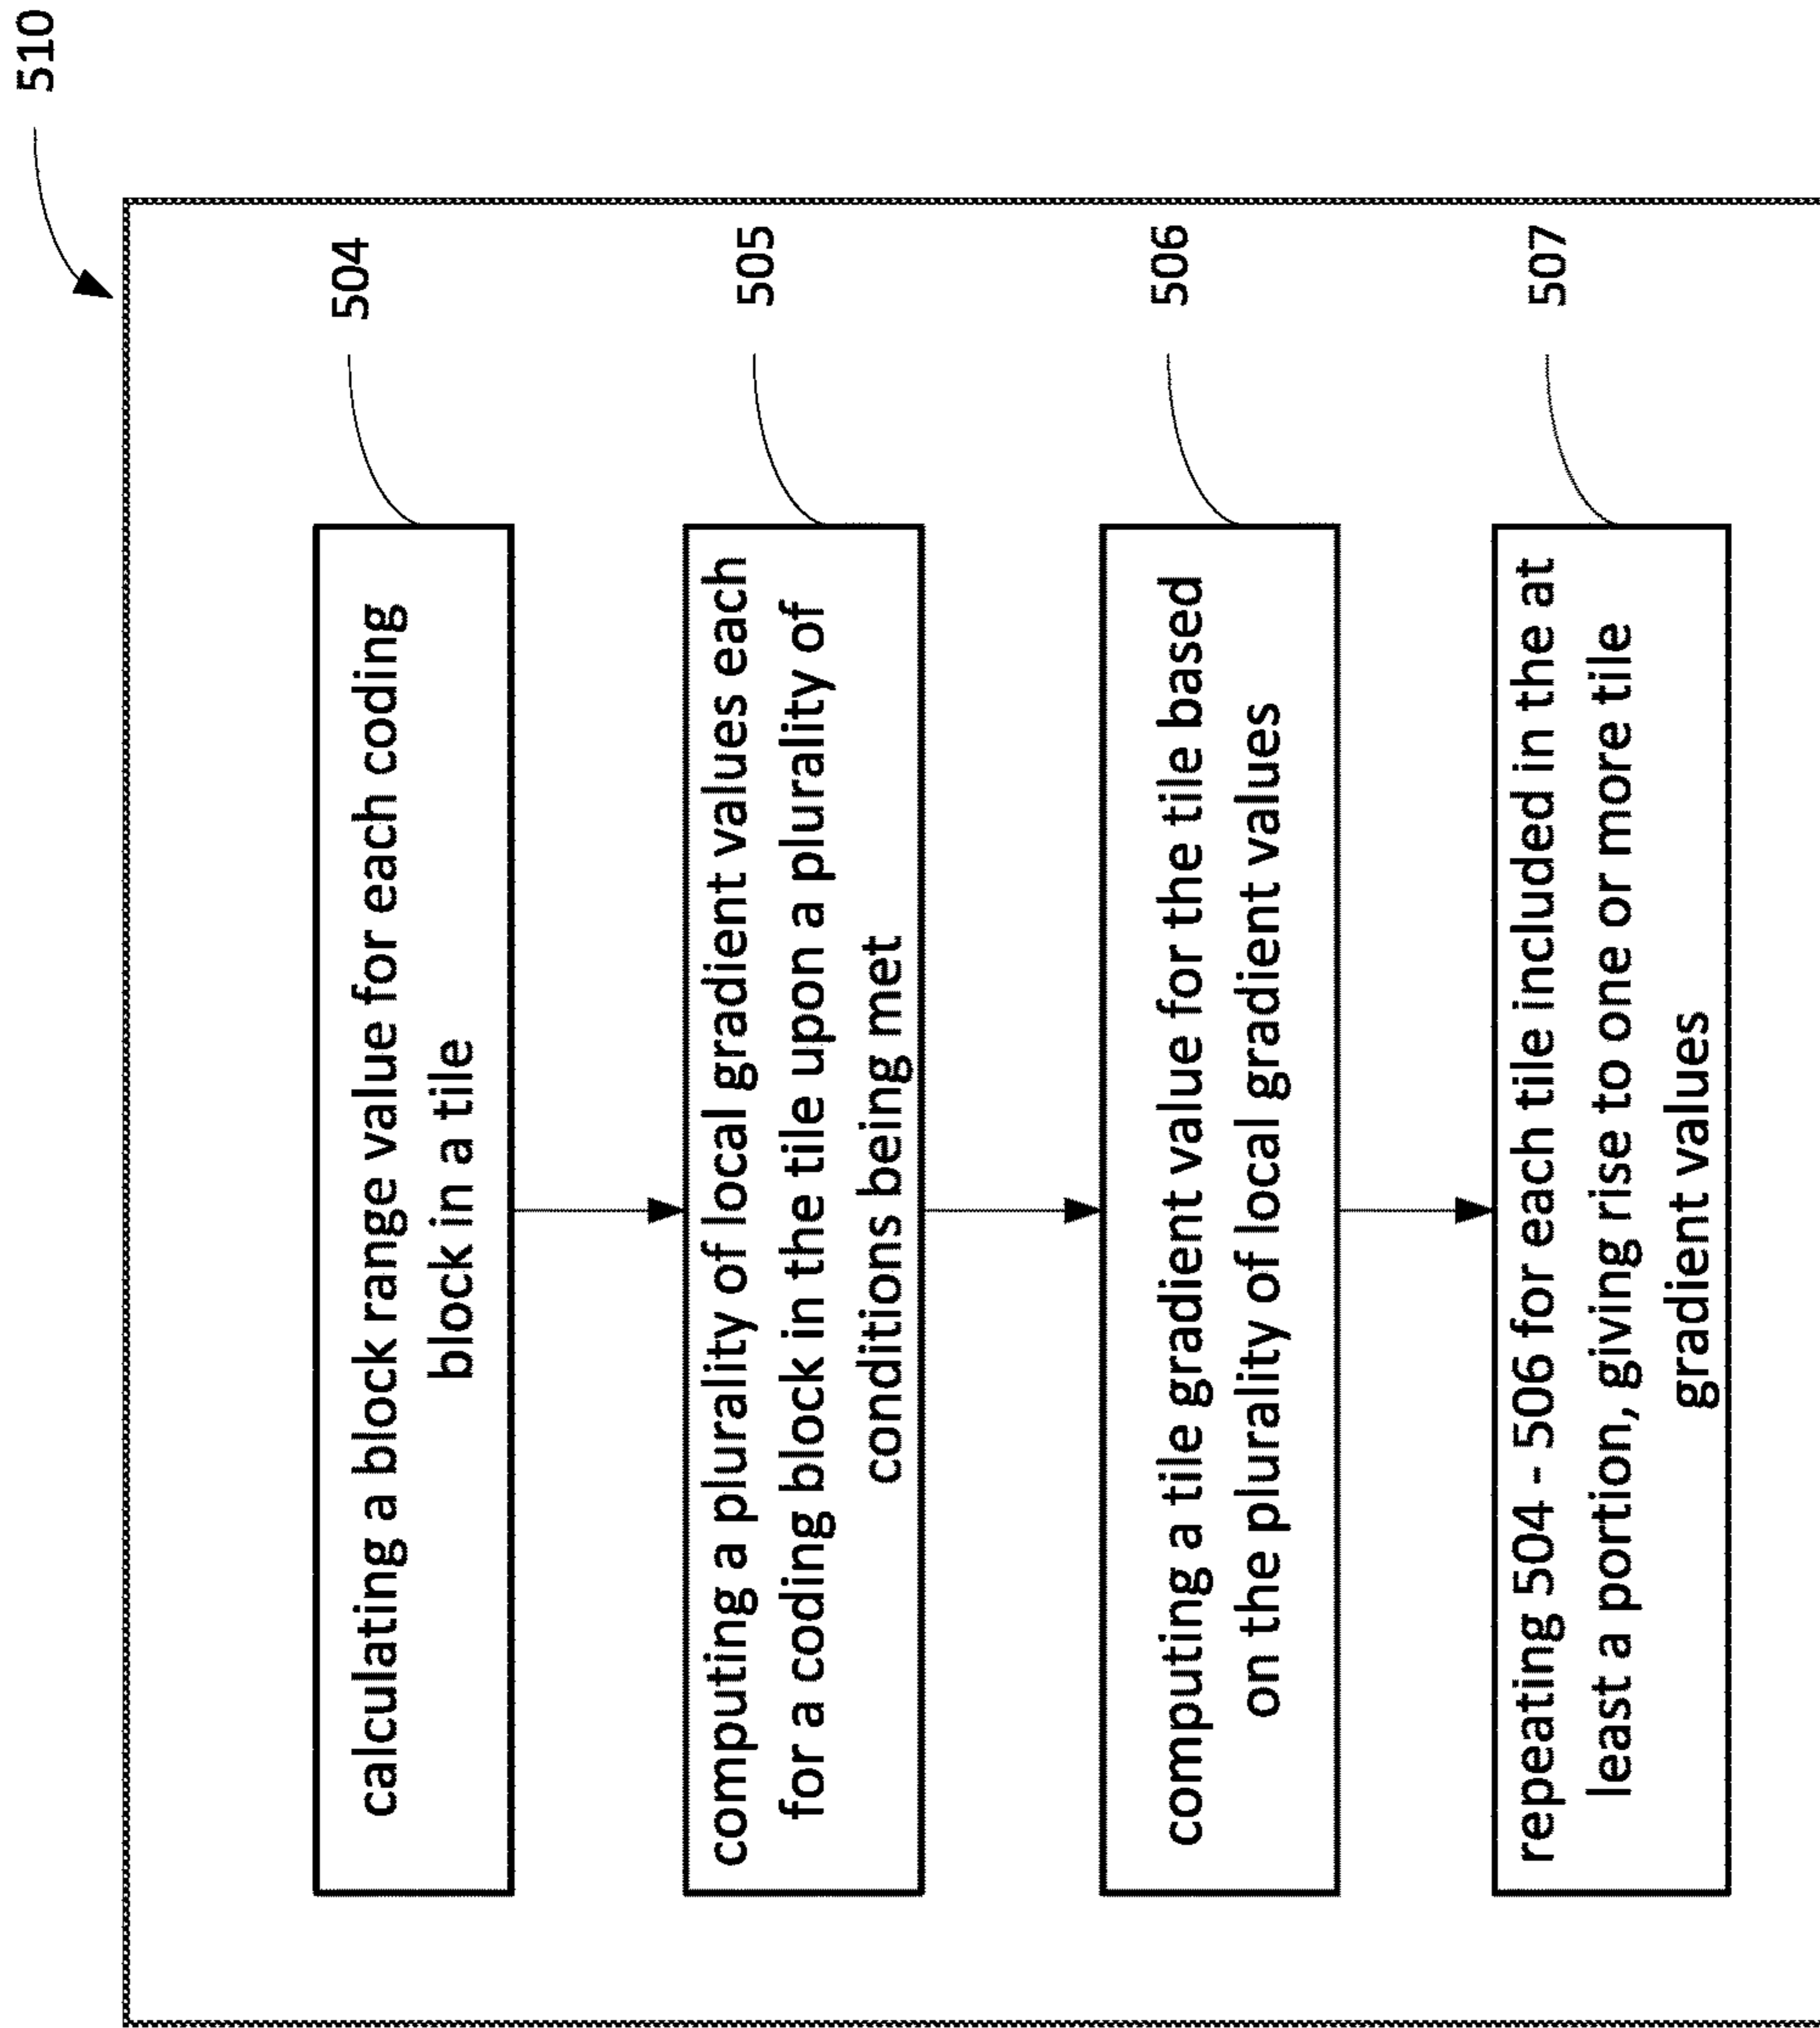 510
504
calculating a block range value for each coding
block in a tile
505
computing a plurality of local gradient values each
for a coding block in the tile upon a plurality of
conditions being met
506
computing a tile gradient value for the tile based
on the plurality of local gradient values
507
repeating 504 - 506 for each tile included in the at
least a portion, giving rise to one or more tile
gradient values